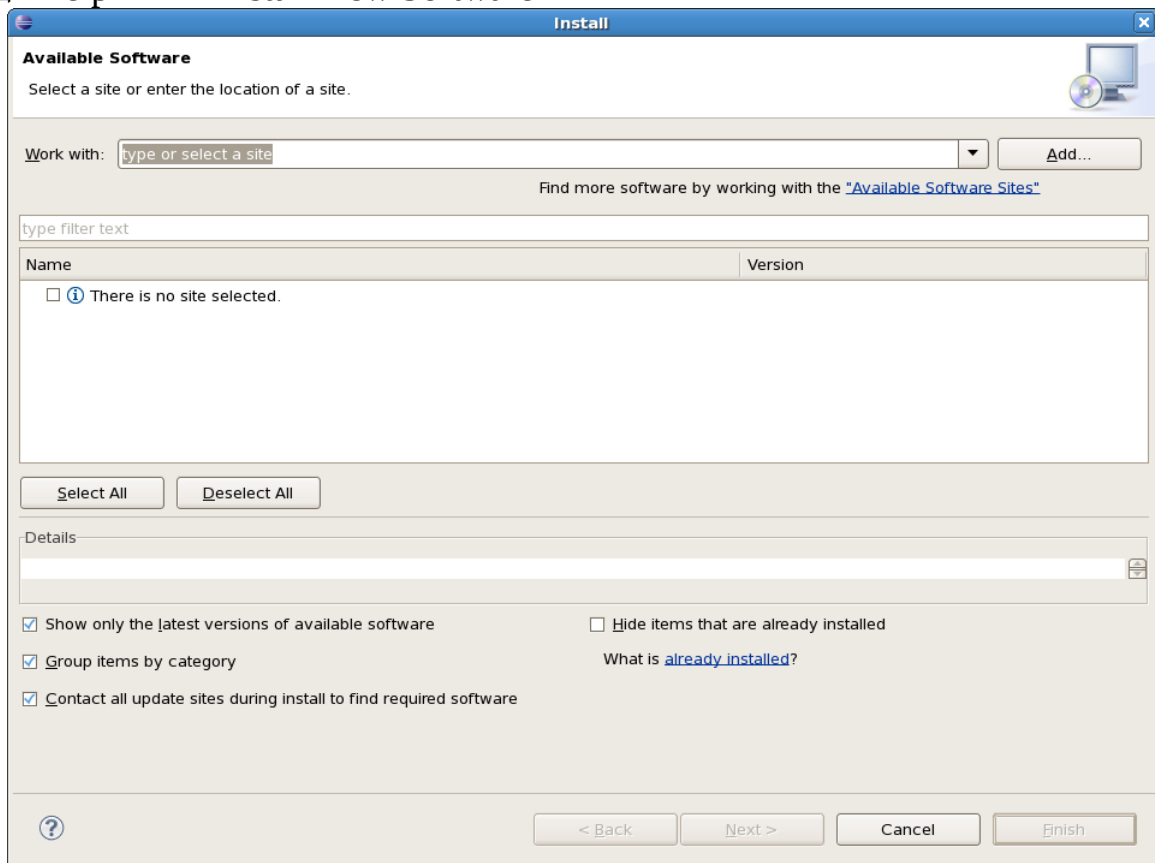 Install
Available Software
Select a site or enter the location of a site.
Work with: type or select a site Add...
Find more software by working with the "Available Software Sites"
type filter text
Name Version
There is no site selected.
Select All Deselect All
Details
Show only the latest versions of available software Hide items that are already installed
Group items by category What is already installed?
Contact all update sites during install to find required software
< Back Next > Cancel Finish